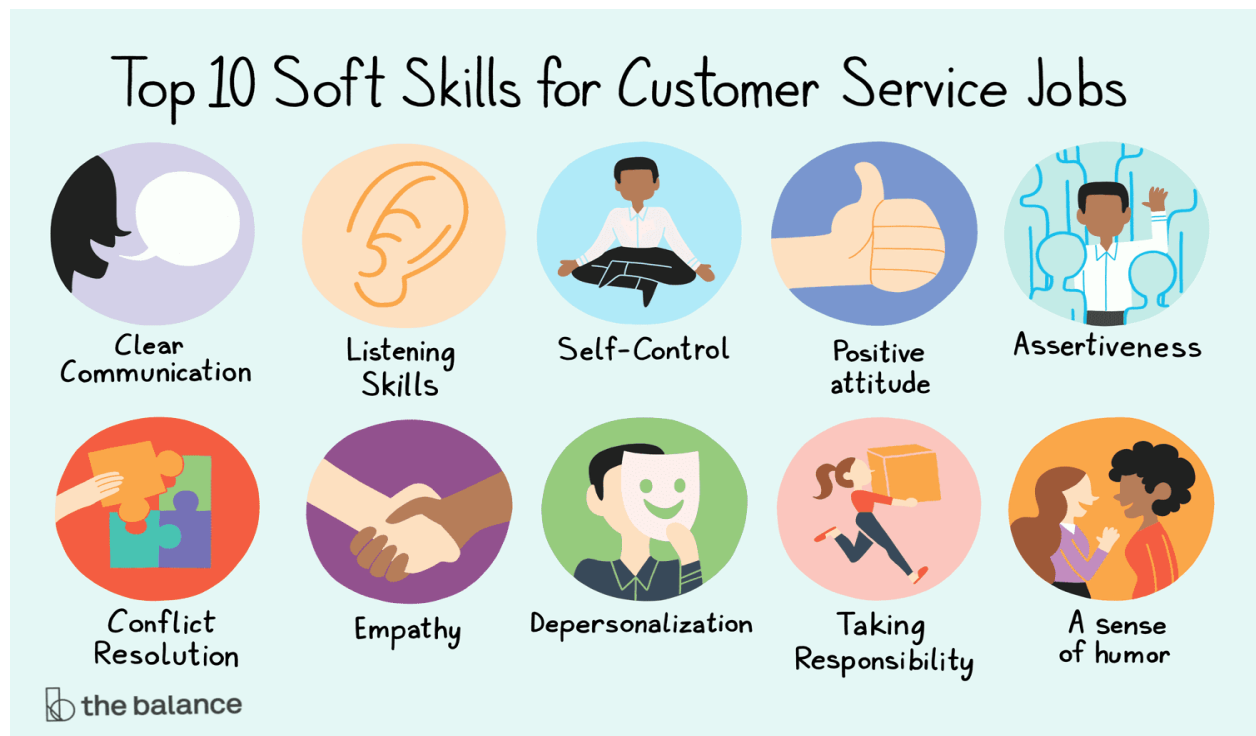 Top 10 Soft Skills for Customer Service Jobs
Clear
Communication
Listening
Skills
Self-Control
Positive
attitude
Assertiveness
Conflict
Resolution
Empathy
Depersonalization
Taking
Responsibility
A sense
of humor
the balance